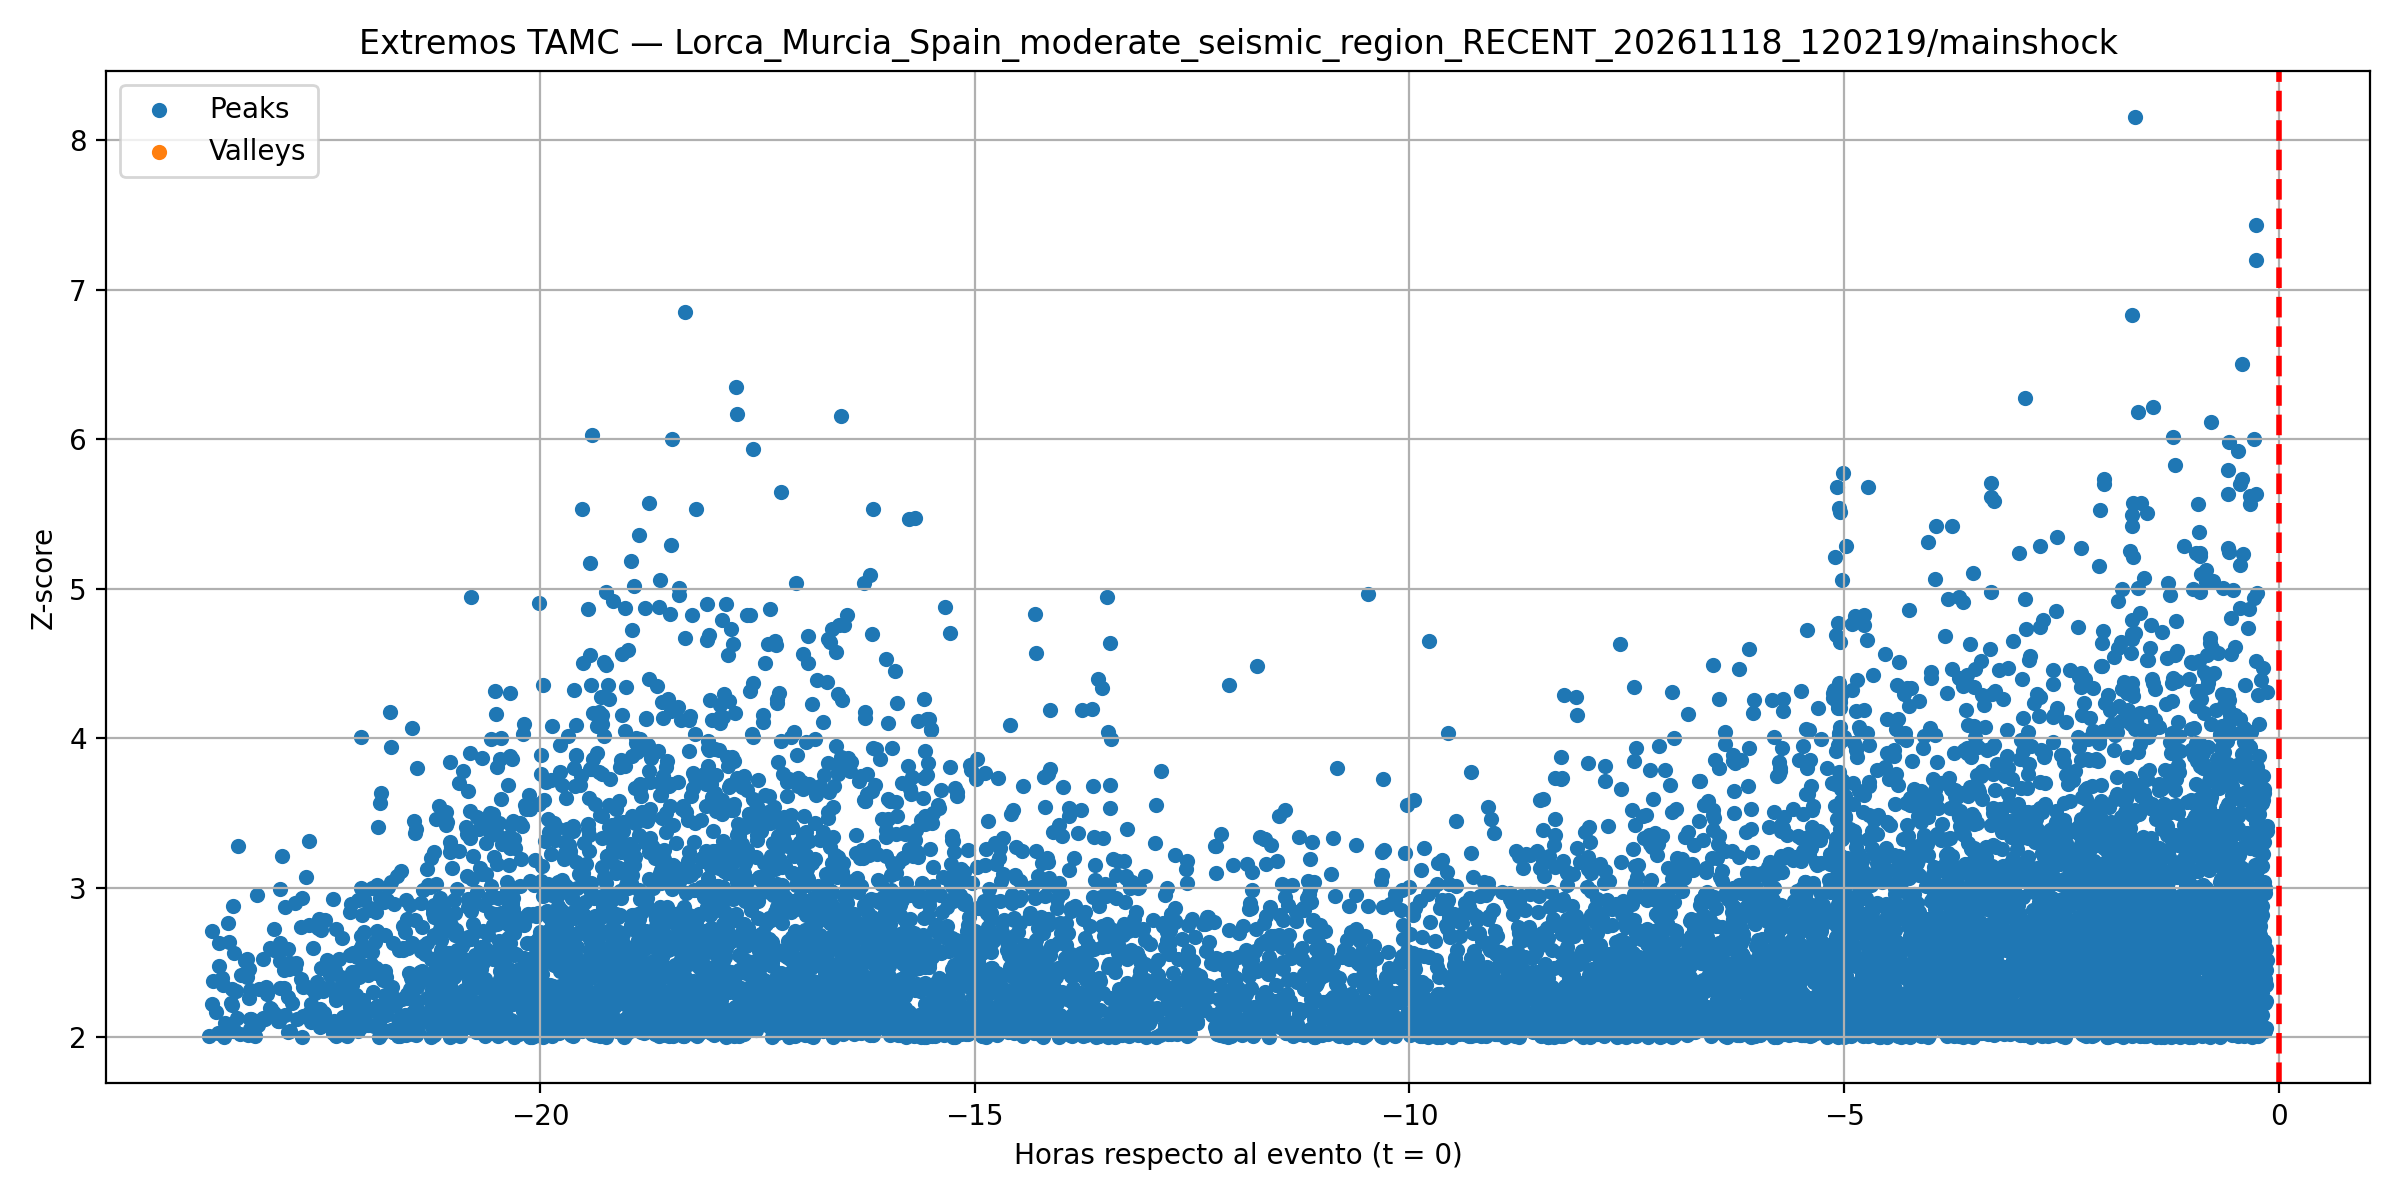 Extremos TAMC — Lorca_Murcia_Spain_moderate_seismic_region_RECENT_20261118_120219/mainshock
Peaks
Valleys
8
7
6
5
4
3
2
Z-score
−20
−15
−10
−5
0
Horas respecto al evento (t = 0)